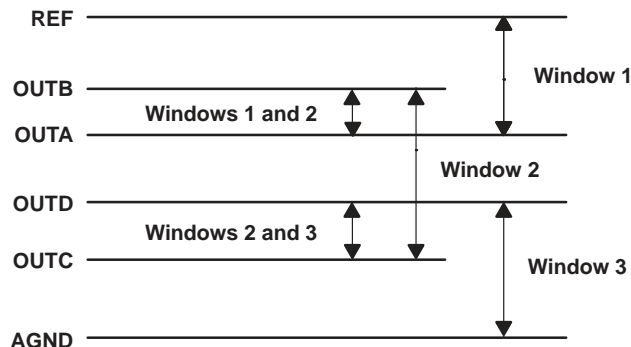 REF
Window 1
OUTB
Windows 1 and 2
OUTA
Window 2
OUTD
Windows 2 and 3
OUTC
Window 3
AGND